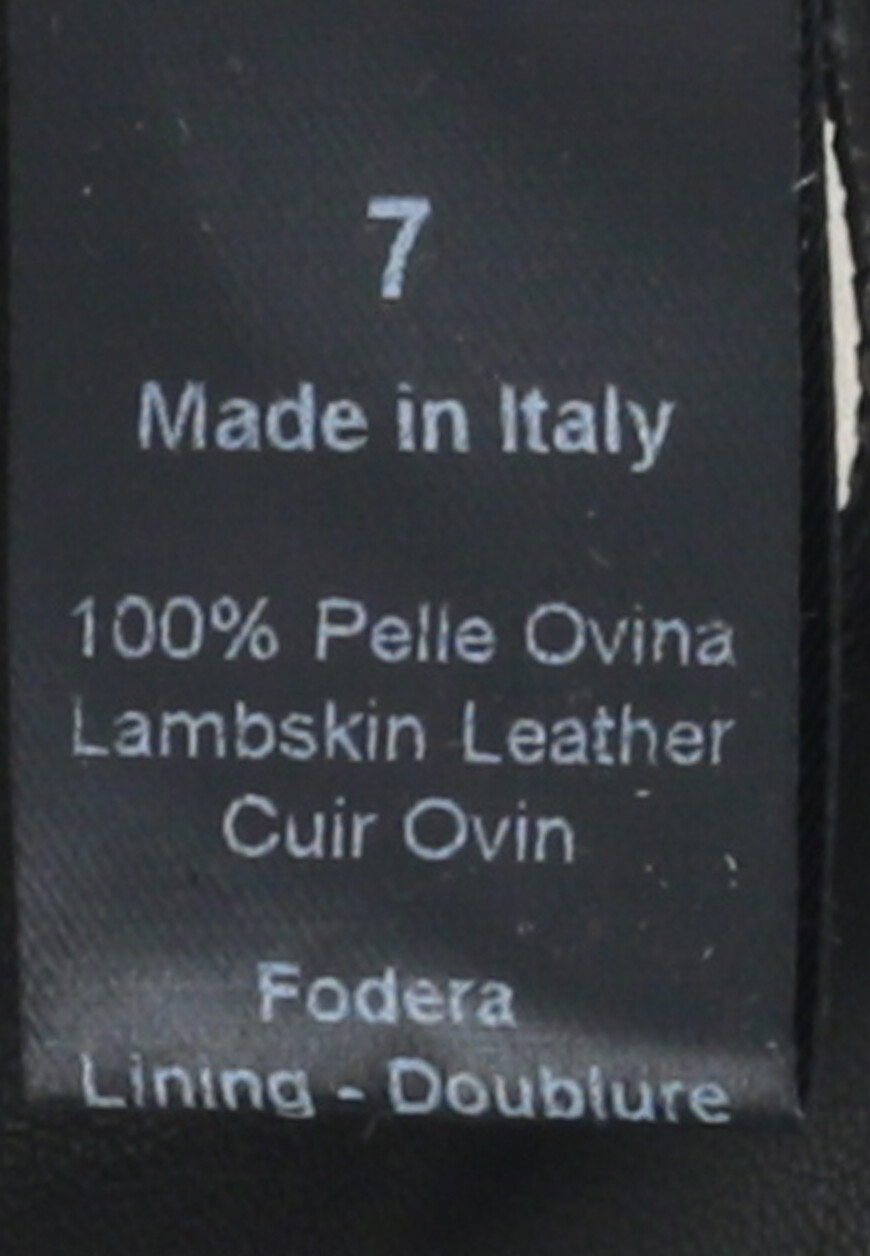 7
Made in Italy
100% Pelle Ovina
Lambskin Leather
Cuir Ovin
Fodera
Lining - Doublure